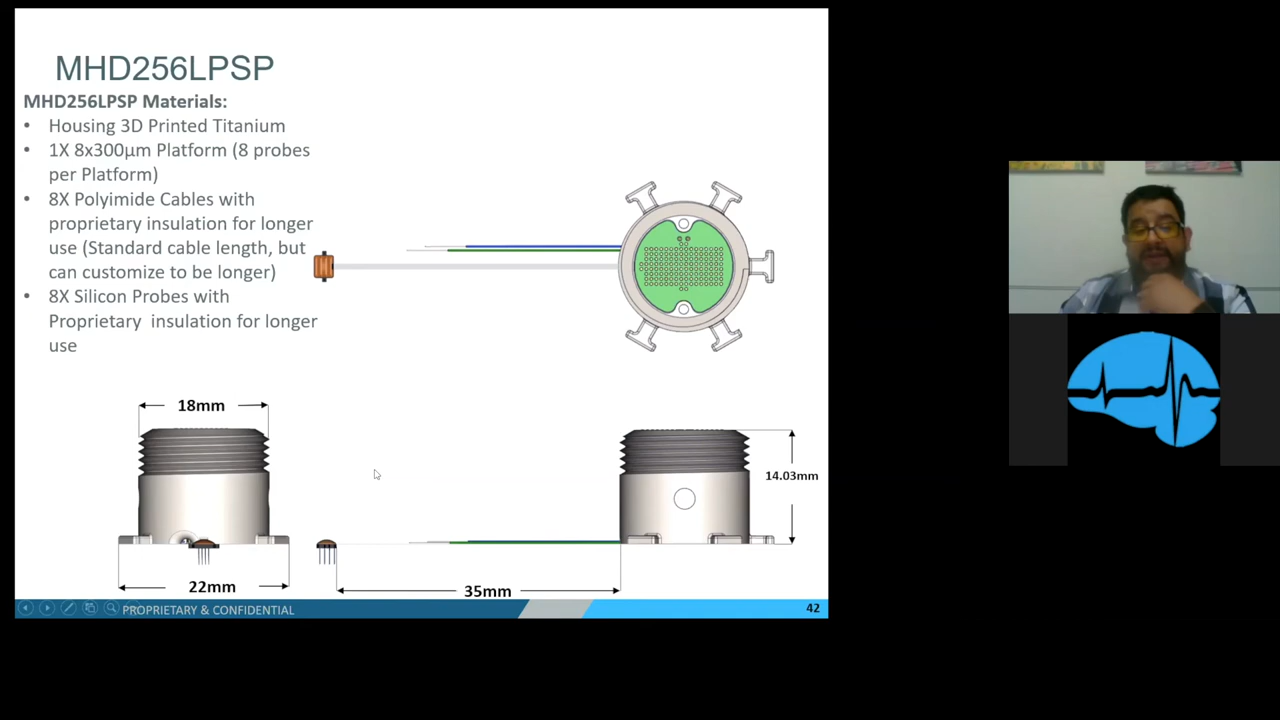 MHD256LPSP
MHD256LPSP Materials:
• Housing 3D Printed Titanium
• 1X 8x300µm Platform (8 probes
per Platform)
• 8X Polyimide Cables with
proprietary insulation for longer
use (Standard cable length, but
can customize to be longer)
• 8X Silicon Probes with
Proprietary insulation for longer
use
18mm
14.03mm
22mm
35mm
PROPRIETARY & CONFIDENTIAL
42